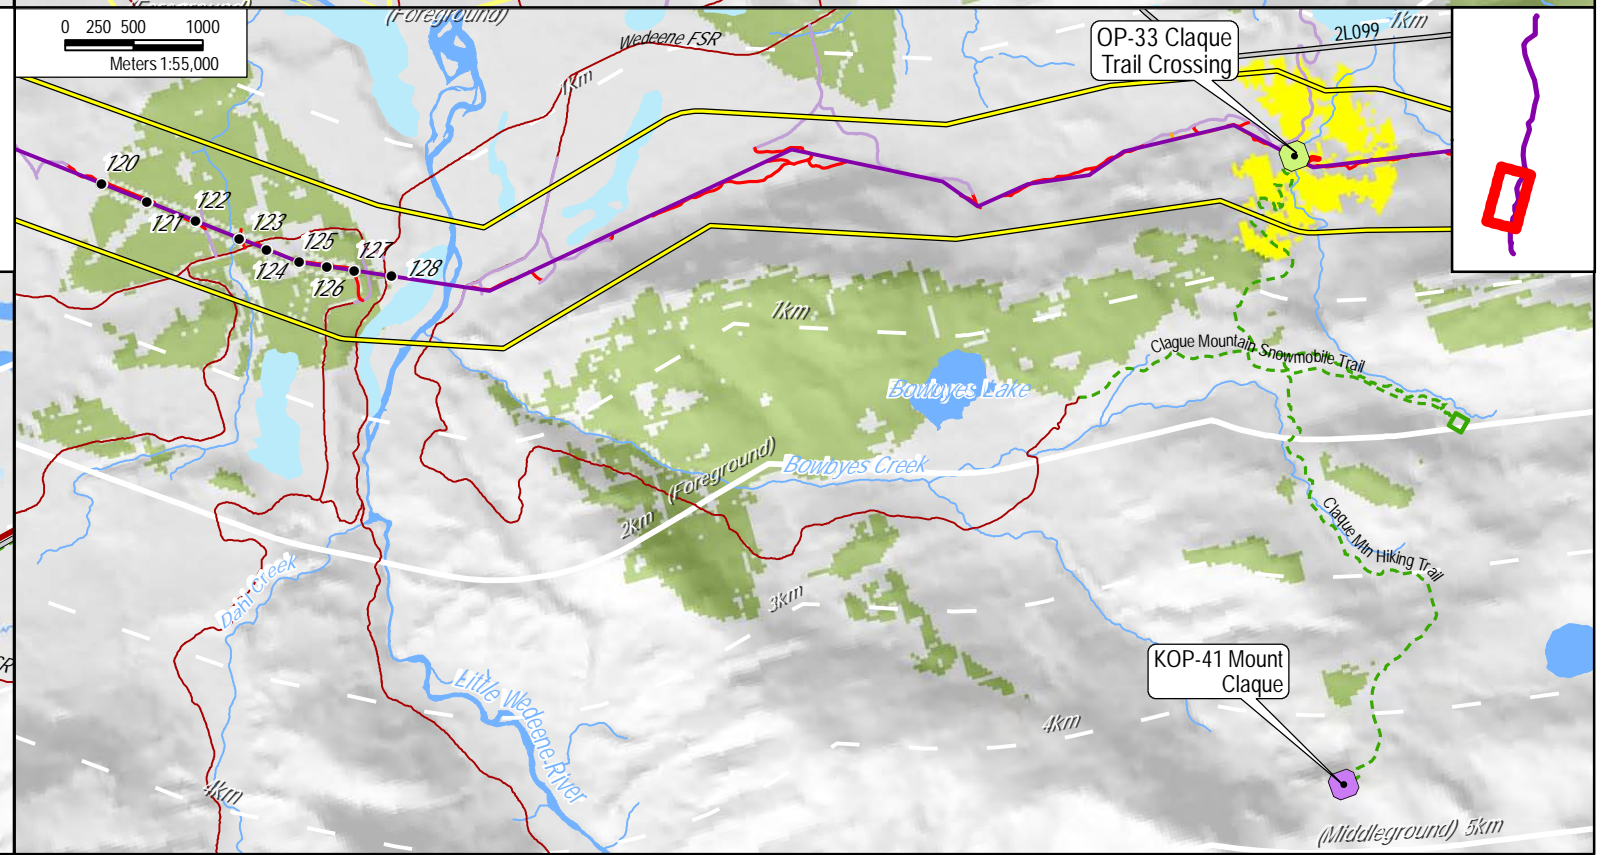 (Foreground)
(Foreground)
0 250 500 1000
Meters 1:55,000
Wedeene FSR
1Km
OP-33 Claque
Trail Crossing
2L099
1km
120
121
122
123
124
125
126
127
128
1km
Bowbyes Lake
Clague Mountain Snowmobile Trail
Bowbyes Creek
(Foreground)
2km
Claque Mtn Hiking Trail
Dahl Creek
3km
KOP-41 Mount
Claque
Little Wedeene River
4km
4km
(Middleground) 5km